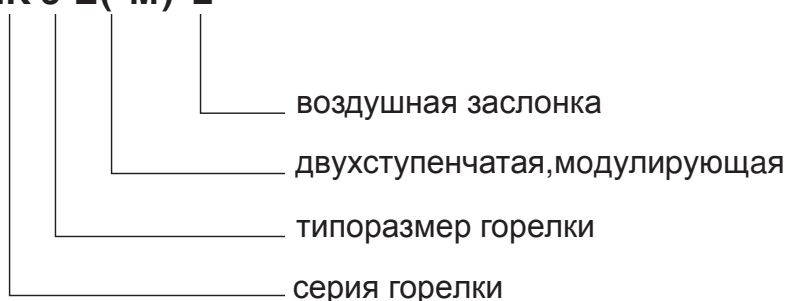 воздушная заслонка
двухступенчатая,модулирующая
типоразмер горелки
серия горелки